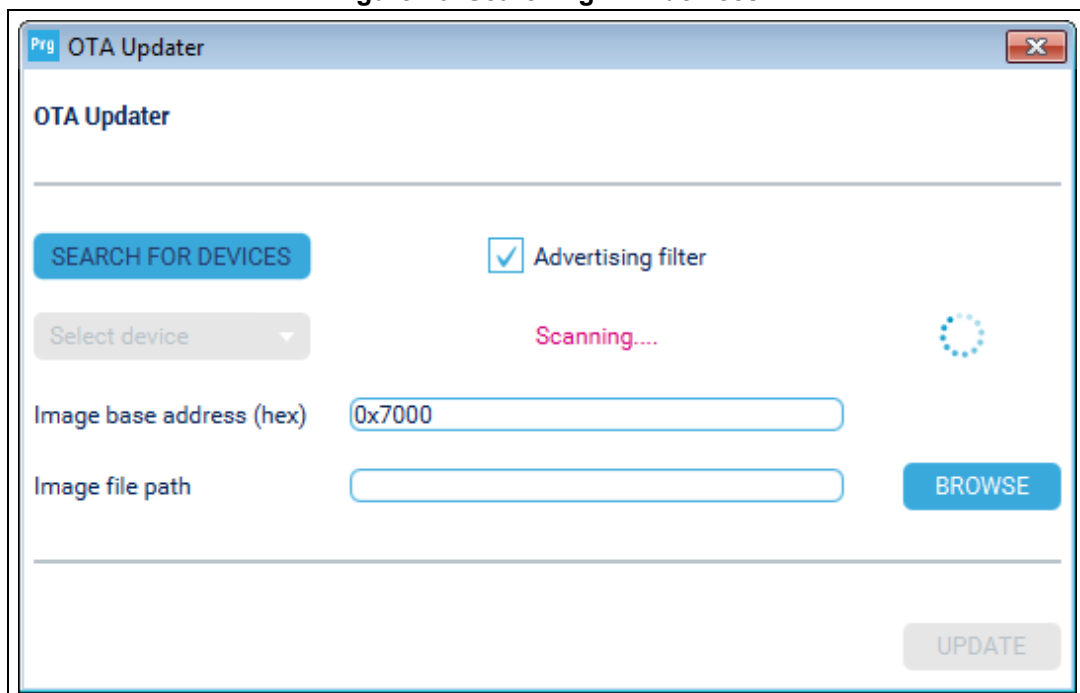 Prg OTA Updater
OTA Updater
SEARCH FOR DEVICES Advertising filter
Select device Scanning....
Image base address (hex) 0x7000
Image file path BROWSE
UPDATE